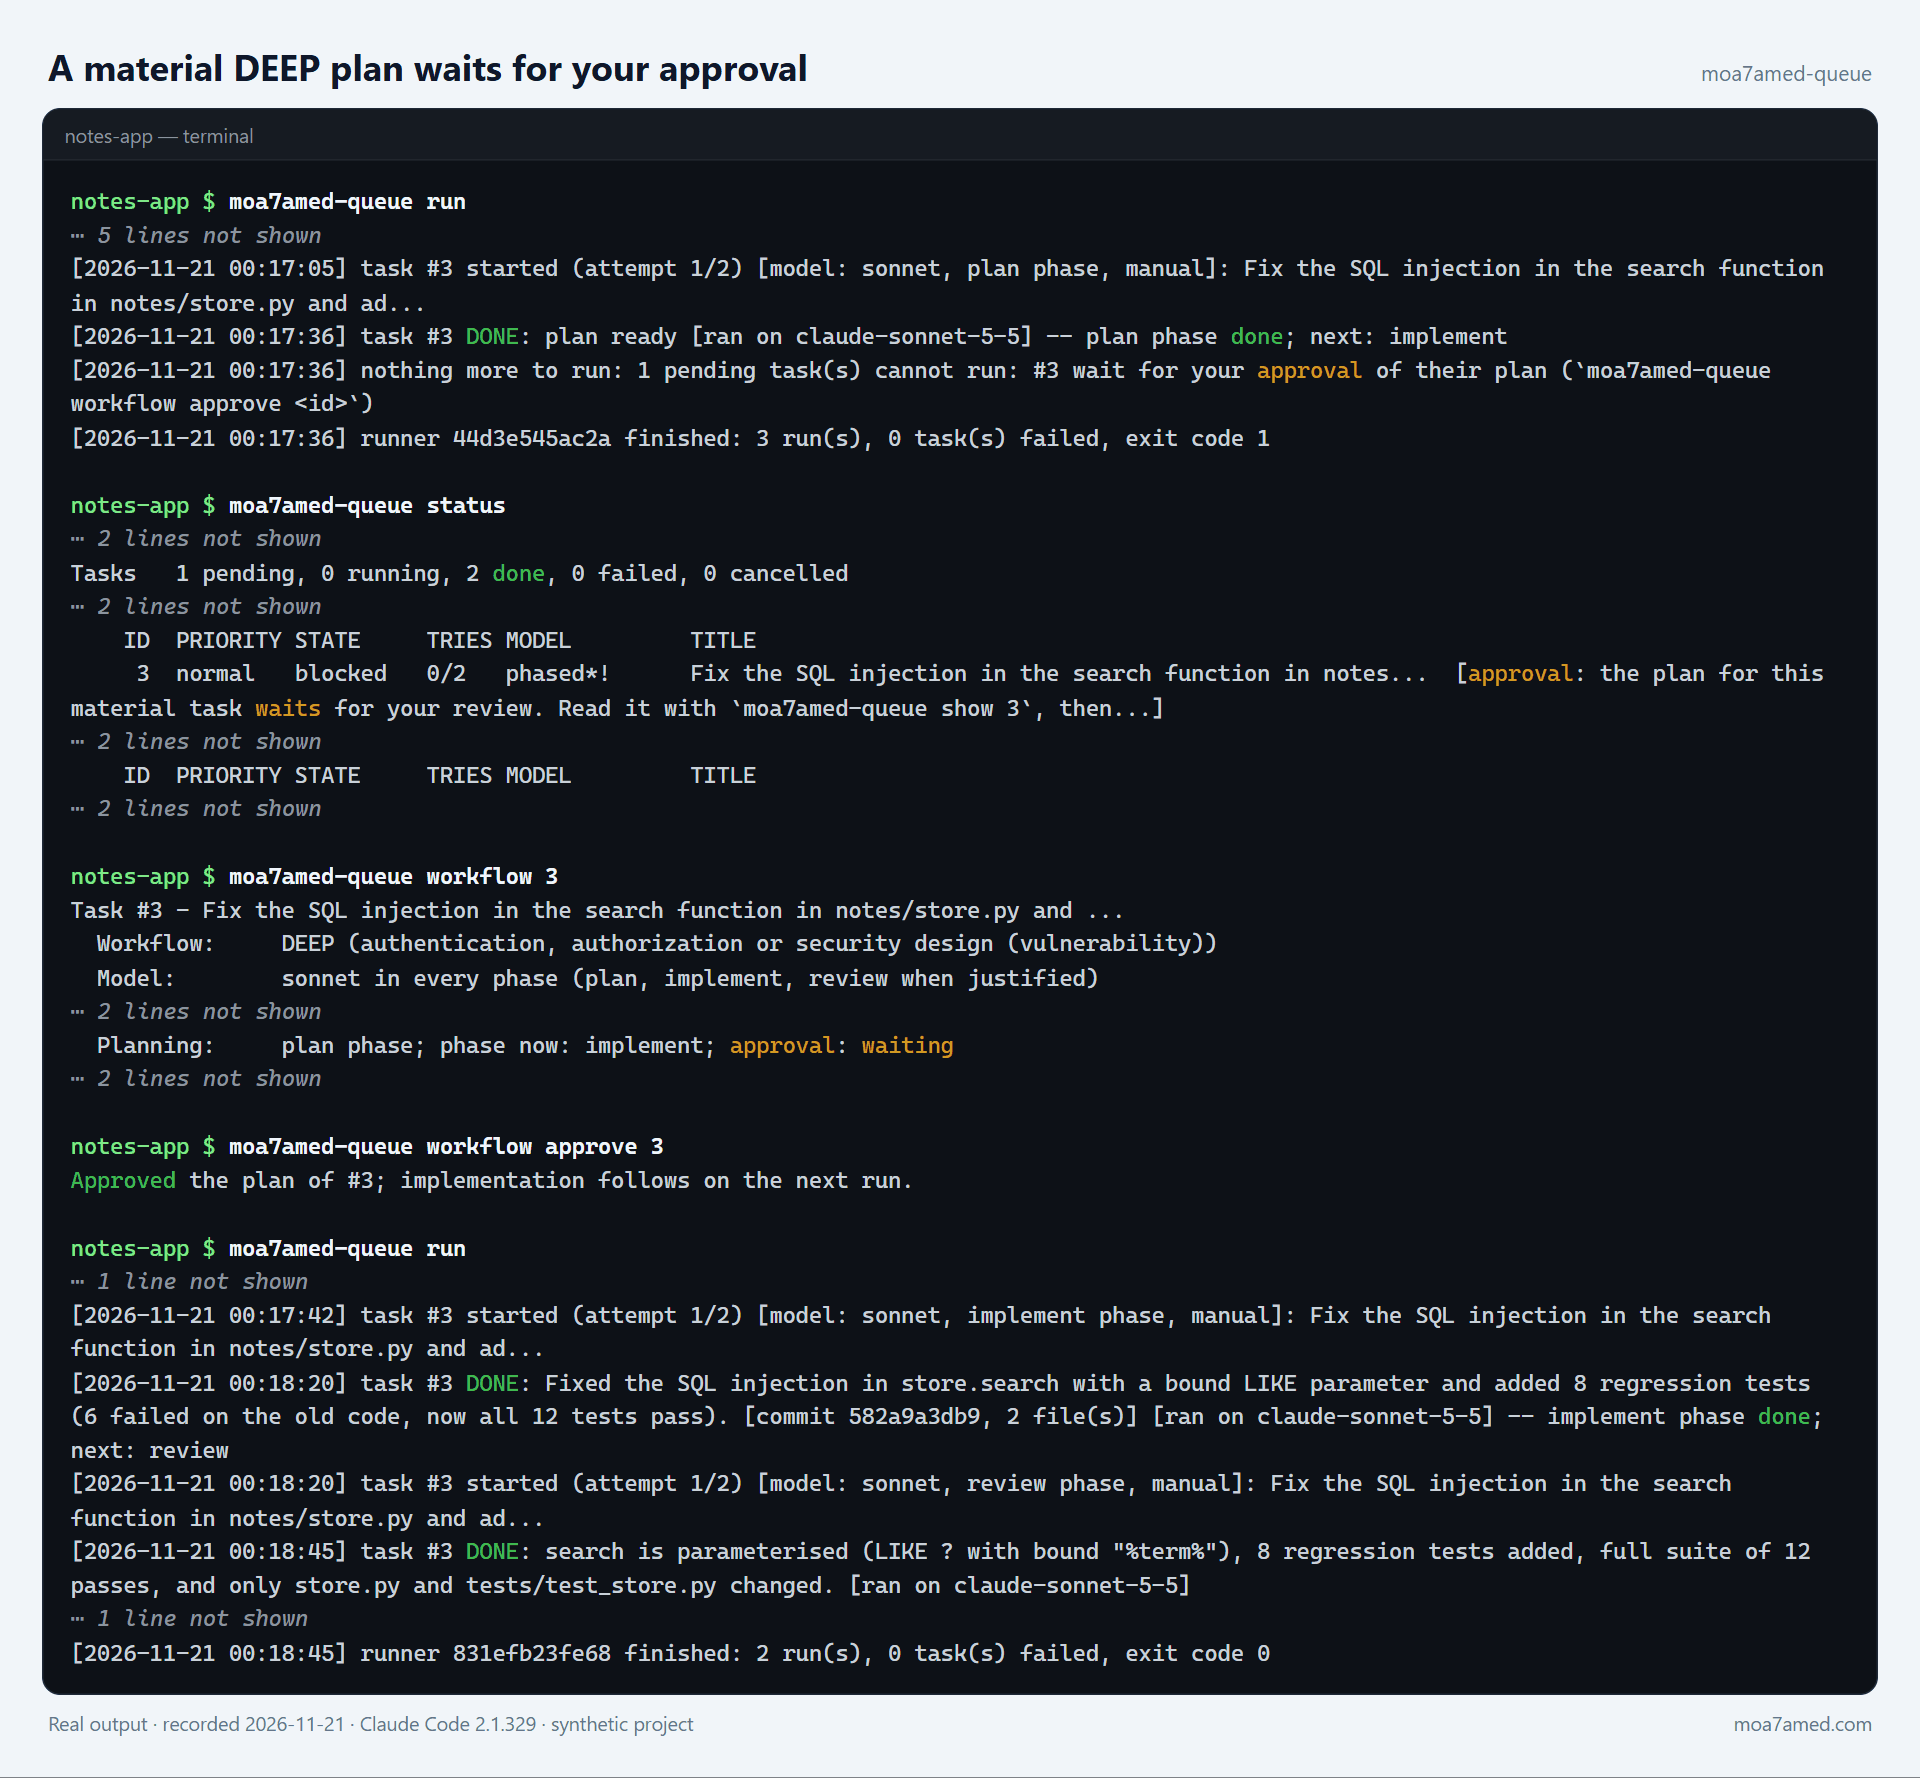 A material DEEP plan waits for your approval
moa7amed-queue
notes-app — terminal
notes-app $ moa7amed-queue run
⋯ 5 lines not shown
[2026-11-21 00:17:05] task #3 started (attempt 1/2) [model: sonnet, plan phase, manual]: Fix the SQL injection in the search function
in notes/store.py and ad...
[2026-11-21 00:17:36] task #3 DONE: plan ready [ran on claude-sonnet-5-5] -- plan phase done; next: implement
[2026-11-21 00:17:36] nothing more to run: 1 pending task(s) cannot run: #3 wait for your approval of their plan (`moa7amed-queue
workflow approve <id>`)
[2026-11-21 00:17:36] runner 44d3e545ac2a finished: 3 run(s), 0 task(s) failed, exit code 1
notes-app $ moa7amed-queue status
⋯ 2 lines not shown
Tasks   1 pending, 0 running, 2 done, 0 failed, 0 cancelled
⋯ 2 lines not shown
    ID  PRIORITY STATE     TRIES MODEL         TITLE
     3  normal   blocked   0/2   phased*!      Fix the SQL injection in the search function in notes...  [approval: the plan for this
material task waits for your review. Read it with `moa7amed-queue show 3`, then...]
⋯ 2 lines not shown
    ID  PRIORITY STATE     TRIES MODEL         TITLE
⋯ 2 lines not shown
notes-app $ moa7amed-queue workflow 3
Task #3 - Fix the SQL injection in the search function in notes/store.py and ...
  Workflow:     DEEP (authentication, authorization or security design (vulnerability))
  Model:        sonnet in every phase (plan, implement, review when justified)
⋯ 2 lines not shown
  Planning:     plan phase; phase now: implement; approval: waiting
⋯ 2 lines not shown
notes-app $ moa7amed-queue workflow approve 3
Approved the plan of #3; implementation follows on the next run.
notes-app $ moa7amed-queue run
⋯ 1 line not shown
[2026-11-21 00:17:42] task #3 started (attempt 1/2) [model: sonnet, implement phase, manual]: Fix the SQL injection in the search
function in notes/store.py and ad...
[2026-11-21 00:18:20] task #3 DONE: Fixed the SQL injection in store.search with a bound LIKE parameter and added 8 regression tests
(6 failed on the old code, now all 12 tests pass). [commit 582a9a3db9, 2 file(s)] [ran on claude-sonnet-5-5] -- implement phase done;
next: review
[2026-11-21 00:18:20] task #3 started (attempt 1/2) [model: sonnet, review phase, manual]: Fix the SQL injection in the search
function in notes/store.py and ad...
[2026-11-21 00:18:45] task #3 DONE: search is parameterised (LIKE ? with bound "%term%"), 8 regression tests added, full suite of 12
passes, and only store.py and tests/test_store.py changed. [ran on claude-sonnet-5-5]
⋯ 1 line not shown
[2026-11-21 00:18:45] runner 831efb23fe68 finished: 2 run(s), 0 task(s) failed, exit code 0
Real output · recorded 2026-11-21 · Claude Code 2.1.329 · synthetic project
moa7amed.com